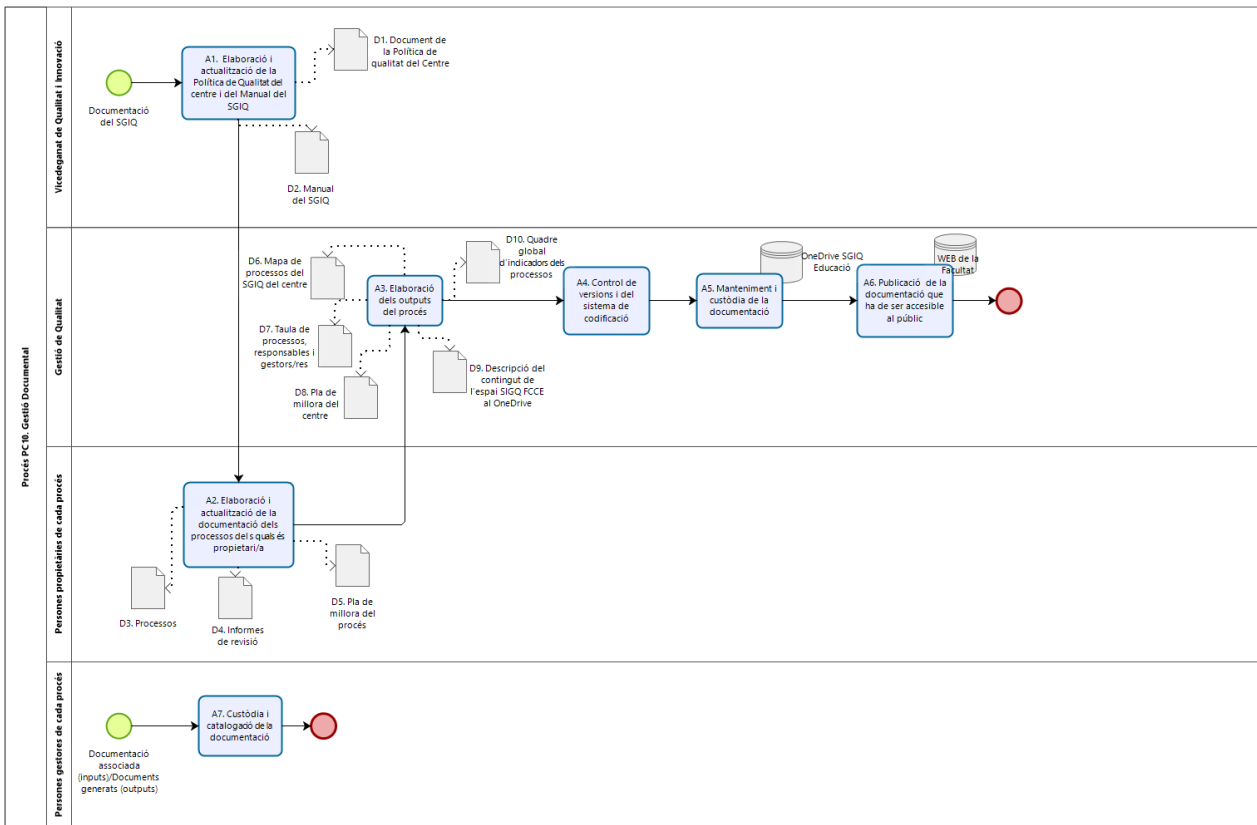 Procés PC10. Gestió Documental
Vicedeganat de Qualitat i Innovació
Documentació
del SGIQ
A1. Elaboració i
actualització de la
Política de Qualitat del
centre i del Manual del
SGIQ
D1. Document de
la Política de
qualitat del Centre
D2. Manual
del SGIQ
Gestió de Qualitat
D6. Mapa de
processos del
SGIQ del centre
D7. Taula de
processos,
responsables i
gestors/res
D8. Pla de
millora del
centre
A3. Elaboració
dels outputs
del procés
D10. Quadre
global
d'indicadors dels
processos
D9. Descripció del
contingut de
l'espai SIGQ FCCE
al OneDrive
A4. Control de
versions i del
sistema de
codificació
A5. Manteniment i
custòdia de la
documentació
OneDrive SGIQ
Educació
A6. Publicació de la
documentació que
ha de ser accesible
al públic
WEB de la
Facultat
Persones propietàries de cada procés
A2. Elaboració i
actualització de la
documentació dels
processos dels quals és
propietari/a
D3. Processos
D4. Informes
de revisió
D5. Pla de
millora del
procés
Persones gestores de cada procés
Documentació
associada
(inputs)/Documents
generats (outputs)
A7. Custòdia i
catalogació de la
documentació